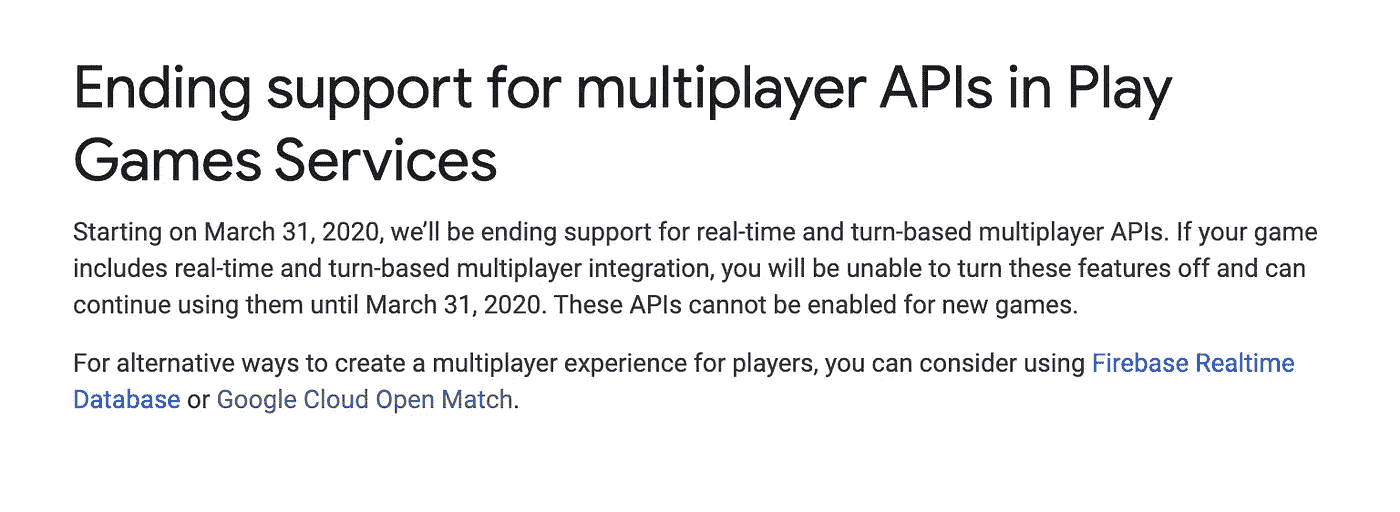 Ending support for multiplayer APIs in Play
Games Services
Starting on March 31, 2020, we’ll be ending support for real-time and turn-based multiplayer APIs. If your game
includes real-time and turn-based multiplayer integration, you will be unable to turn these features off and can
continue using them until March 31, 2020. These APIs cannot be enabled for new games.
For alternative ways to create a multiplayer experience for players, you can consider using Firebase Realtime
Database or Google Cloud Open Match.